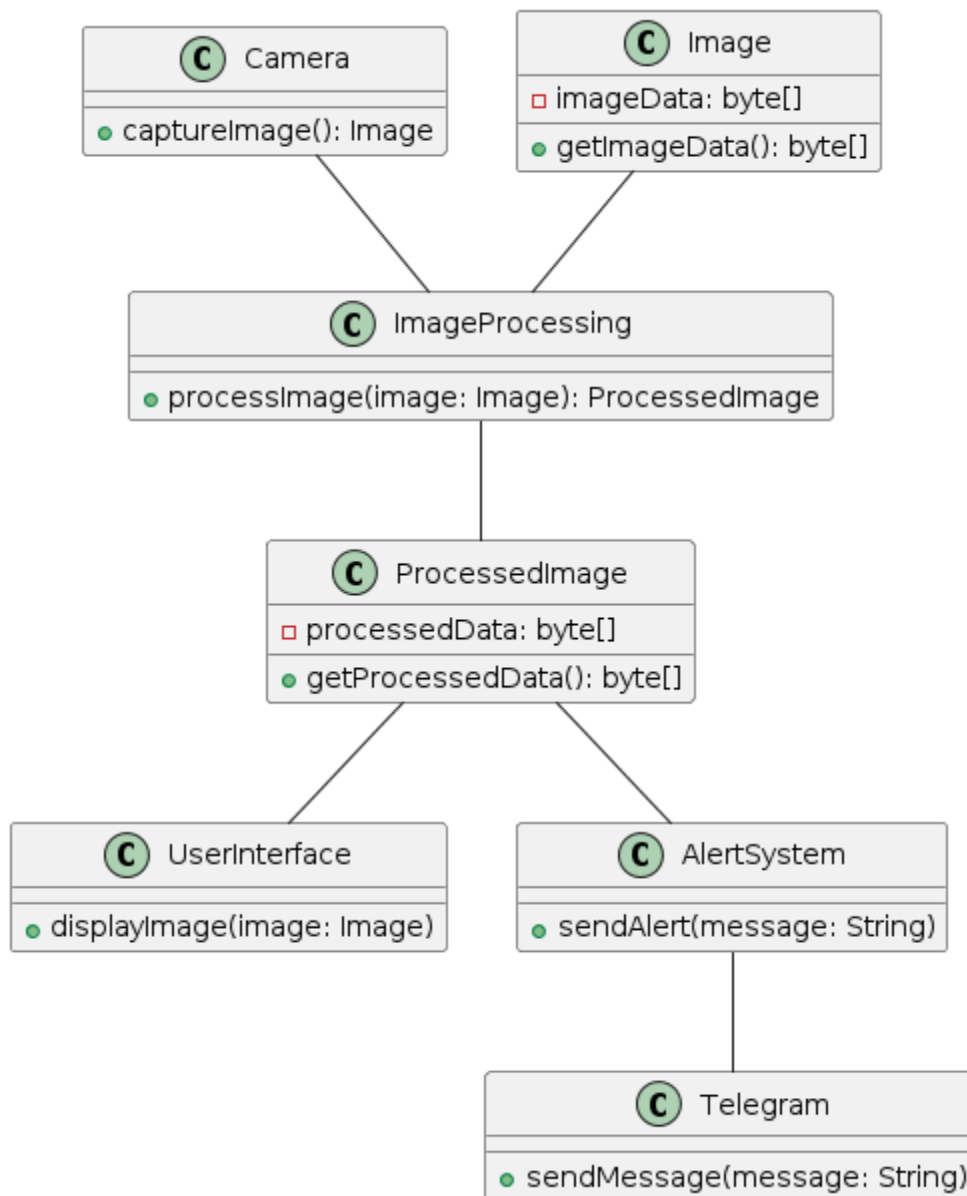 C Camera
captureImage(): Image
C Image
imageData: byte[]
getImageData(): byte[]
C ImageProcessing
processImage(image: Image): ProcessedImage
C ProcessedImage
processedData: byte[]
getProcessedData(): byte[]
C UserInterface
displayImage(image: Image)
C AlertSystem
sendAlert(message: String)
C Telegram
sendMessage(message: String)